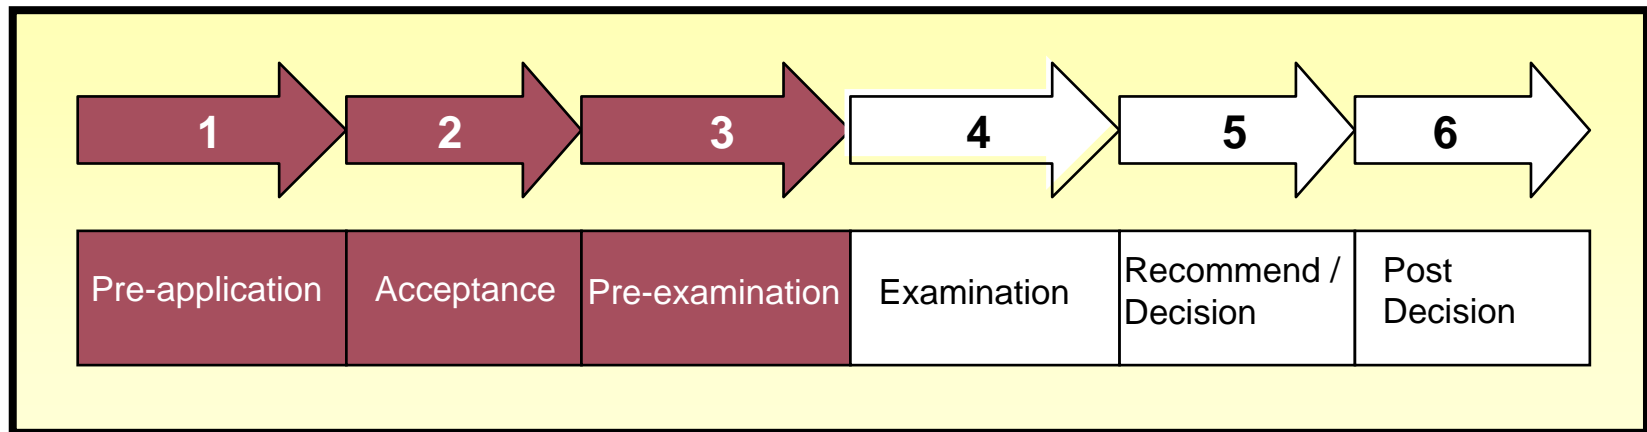 1 2 3 4 5 6
Pre-application Acceptance Pre-examination Examination
Recommend /
Decision
Post
Decision